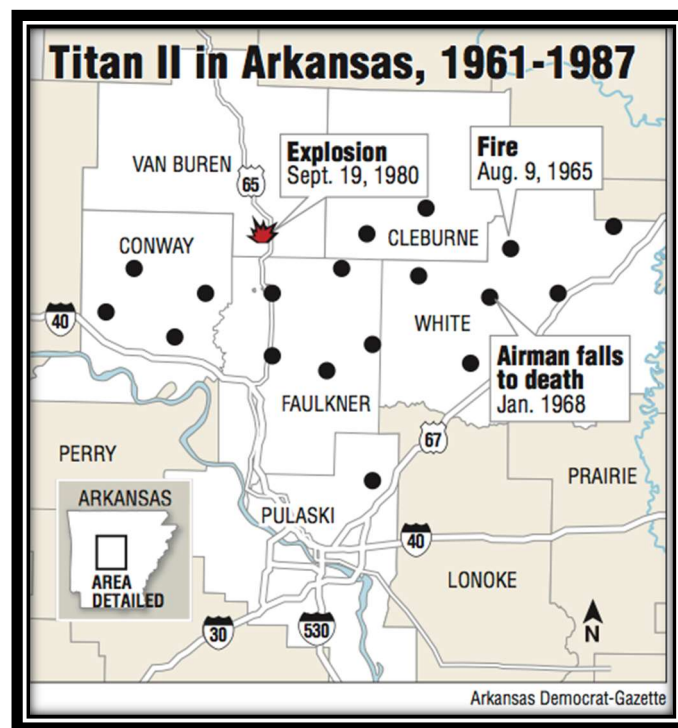 Titan II in Arkansas, 1961-1987
Explosion
Sept. 19, 1980
Fire
Aug. 9, 1965
VAN BUREN
65
CONWAY
CLEBURNE
40
WHITE
Airman falls
to death
Jan. 1968
FAULKNER
67
PERRY
PRAIRIE
ARKANSAS
AREA
DETAILED
PULASKI
40
LONOKE
30
530
N
Arkansas Democrat-Gazette